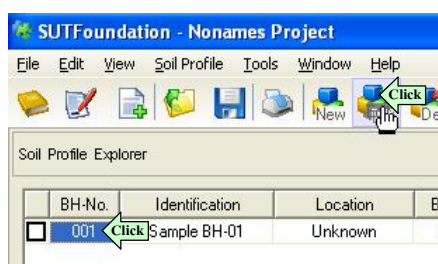 SUTFoundation - Nonames Project
File Edit View Soil Profile Tools Window Help
New Click De
Soil Profile Explorer
BH-No. Identification Location B
001 Click Sample BH-01 Unknown